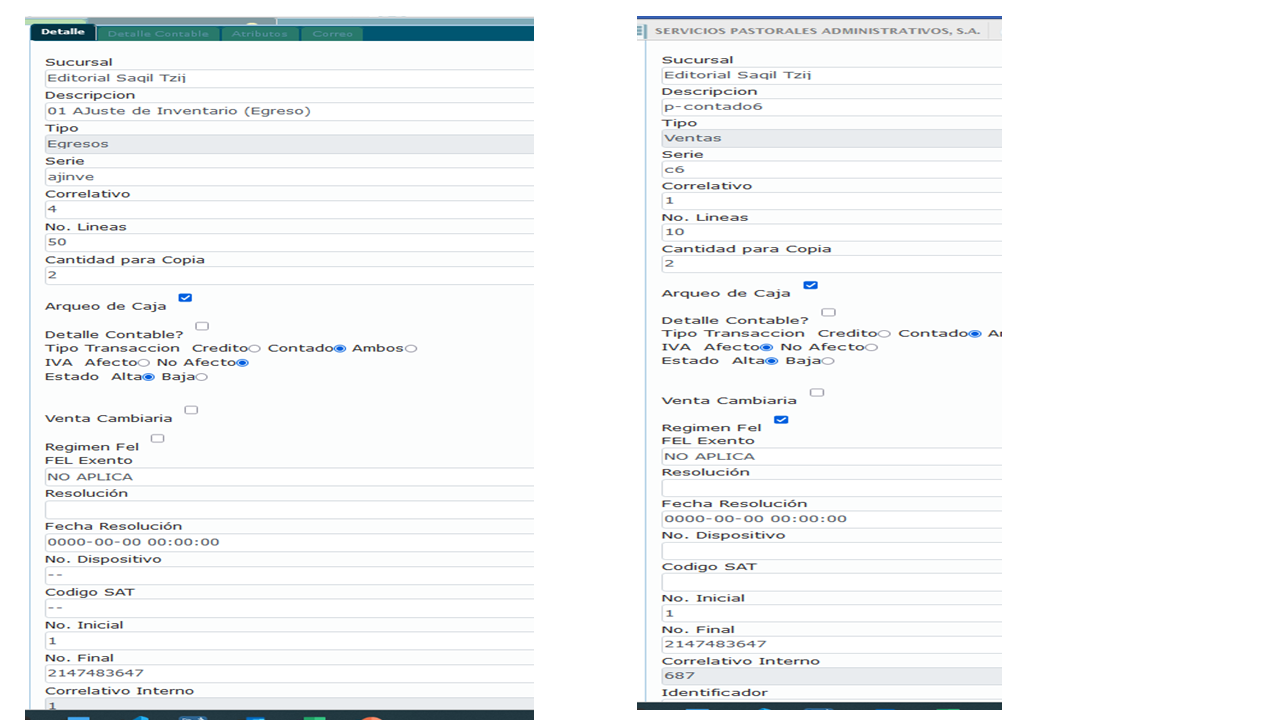 Detalle Detalle Contable Atributos Correo
Sucursal
Editorial Saqil Tzij
Descripcion
01 AJuste de Inventario (Egreso)
Tipo
Egresos
Serie
ajinve
Correlativo
4
No. Lineas
50
Cantidad para Copia
2
Arqueo de Caja
Detalle Contable?
Tipo Transaccion Credito Contado Ambos
IVA Afecto No Afecto
Estado Alta Baja
Venta Cambiaria
Regimen Fel
FEL Exento
NO APLICA
Resolución
Fecha Resolución
0000-00-00 00:00:00
No. Dispositivo
--
Codigo SAT
--
No. Inicial
1
No. Final
2147483647
Correlativo Interno
1
SERVICIOS PASTORALES ADMINISTRATIVOS, S.A.
Sucursal
Editorial Saqil Tzij
Descripcion
p-contado6
Tipo
Ventas
Serie
c6
Correlativo
1
No. Lineas
10
Cantidad para Copia
2
Arqueo de Caja
Detalle Contable?
Tipo Transaccion Credito Contado
IVA Afecto No Afecto
Estado Alta Baja
Venta Cambiaria
Regimen Fel
FEL Exento
NO APLICA
Resolución
Fecha Resolución
0000-00-00 00:00:00
No. Dispositivo
Codigo SAT
No. Inicial
1
No. Final
2147483647
Correlativo Interno
687
Identificador